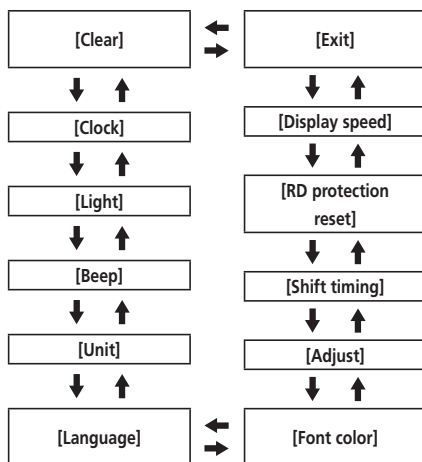 [Clear]
[Exit]
[Clock]
[Display speed]
[Light]
[RD protection
reset]
[Beep]
[Shift timing]
[Unit]
[Adjust]
[Language]
[Font color]